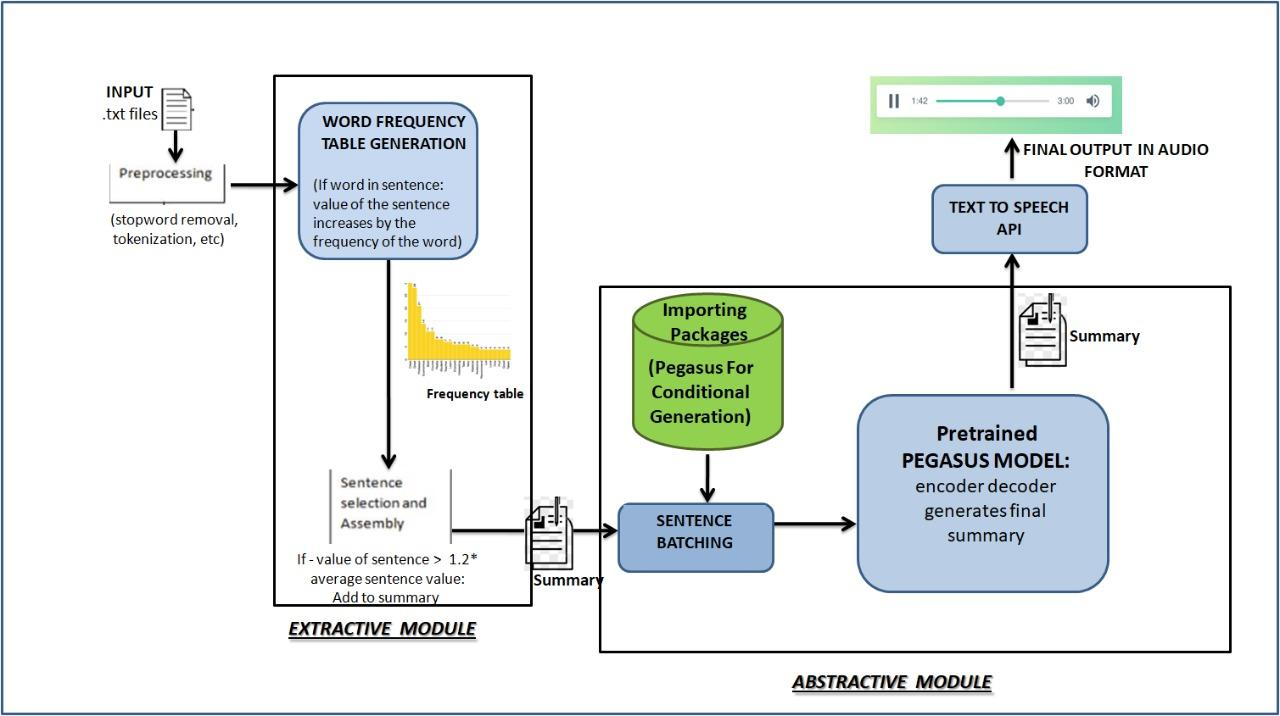 INPUT
.txt files
Preprocessing
(stopword removal,
tokenization, etc)
WORD FREQUENCY
TABLE GENERATION
(If word in sentence:
value of the sentence
increases by the
frequency of the word)
Frequency table
Sentence
selection and
Assembly
If - value of sentence > 1.2*
average sentence value:
Add to summary
EXTRACTIVE MODULE
Summary
Importing
Packages
(Pegasus For
Conditional
Generation)
SENTENCE
BATCHING
Pretrained
PEGASUS MODEL:
encoder decoder
generates final
summary
Summary
TEXT TO SPEECH
API
FINAL OUTPUT IN AUDIO
FORMAT
1:42
3:00
ABSTRACTIVE MODULE